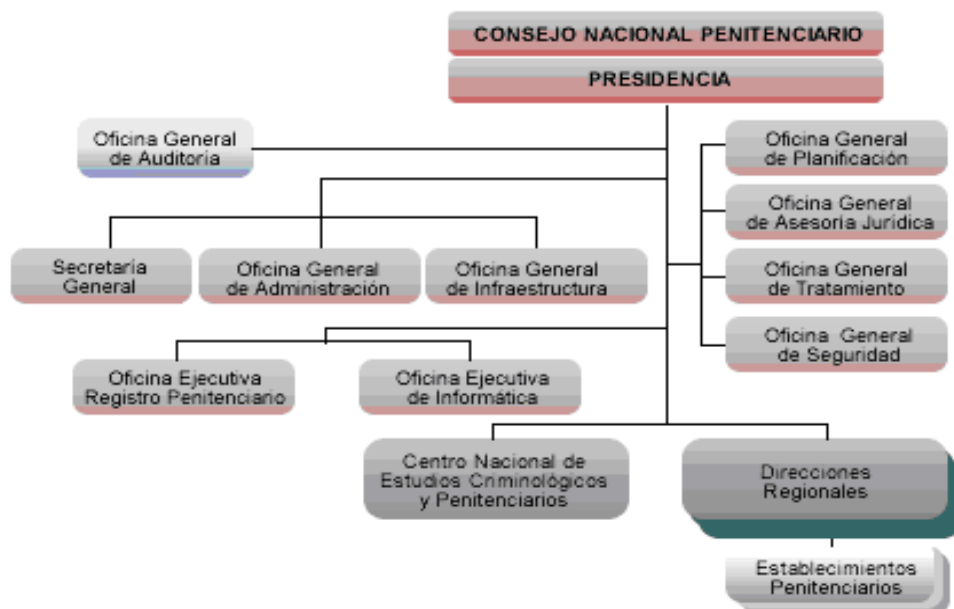 CONSEJO NACIONAL PENITENCIARIO
PRESIDENCIA
Oficina General
de Auditoría
Oficina General
de Planificación
Oficina General
de Asesoría Jurídica
Secretaría
General
Oficina General
de Administración
Oficina General
de Infraestructura
Oficina General
de Tratamiento
Oficina General
de Seguridad
Oficina Ejecutiva
Registro Penitenciario
Oficina Ejecutiva
de Informática
Centro Nacional de
Estudios Criminológicos
y Penitenciarios
Direcciones
Regionales
Establecimientos
Penitenciarios